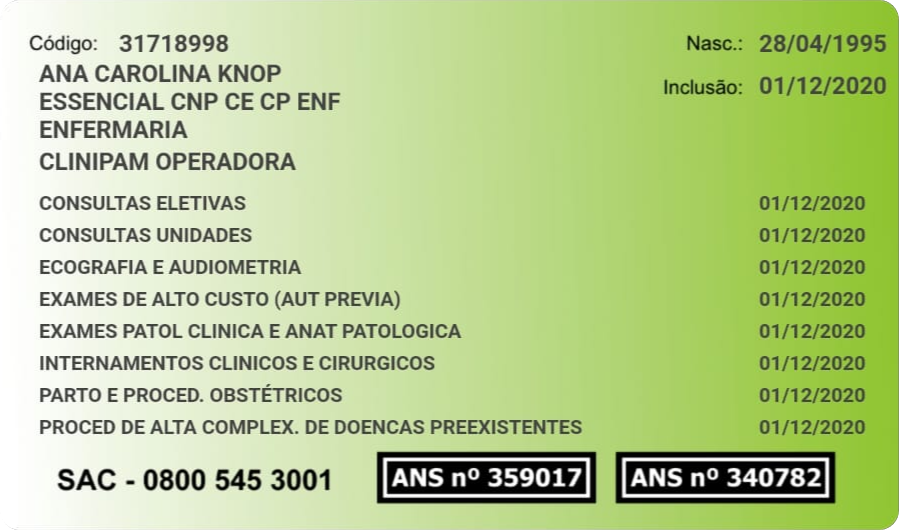 Código: 31718998 Nasc.: 28/04/1995
ANA CAROLINA KNOP
Inclusão: 01/12/2020
ESSENCIAL CNP CE CP ENF
ENFERMARIA
CLINIPAM OPERADORA
CONSULTAS ELETIVAS 01/12/2020
CONSULTAS UNIDADES 01/12/2020
ECOGRAFIA E AUDIOMETRIA 01/12/2020
EXAMES DE ALTO CUSTO (AUT PREVIA) 01/12/2020
EXAMES PATOL CLINICA E ANAT PATOLOGICA 01/12/2020
INTERNAMENTOS CLINICOS E CIRURGICOS 01/12/2020
PARTO E PROCED. OBSTÉTRICOS 01/12/2020
PROCED DE ALTA COMPLEX. DE DOENCAS PREEXISTENTES 01/12/2020
SAC - 0800 545 3001 ANS nº 359017 ANS nº 340782